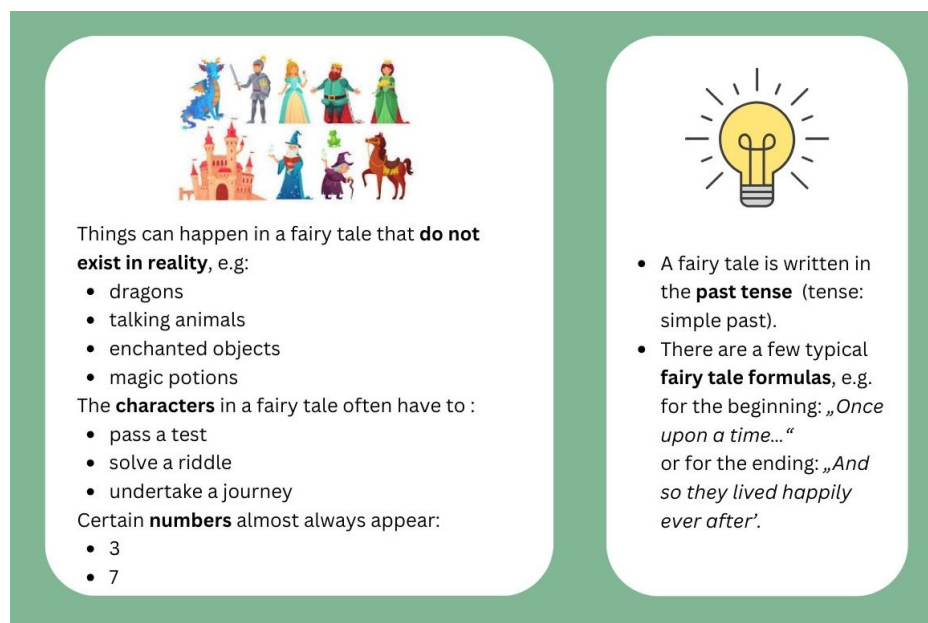 Things can happen in a fairy tale that do not
exist in reality, e.g:
• dragons
• talking animals
• enchanted objects
• magic potions
The characters in a fairy tale often have to :
• pass a test
• solve a riddle
• undertake a journey
Certain numbers almost always appear:
• 3
• 7
• A fairy tale is written in
the past tense (tense:
simple past).
• There are a few typical
fairy tale formulas, e.g.
for the beginning: „Once
upon a time…“
or for the ending: „And
so they lived happily
ever after’.